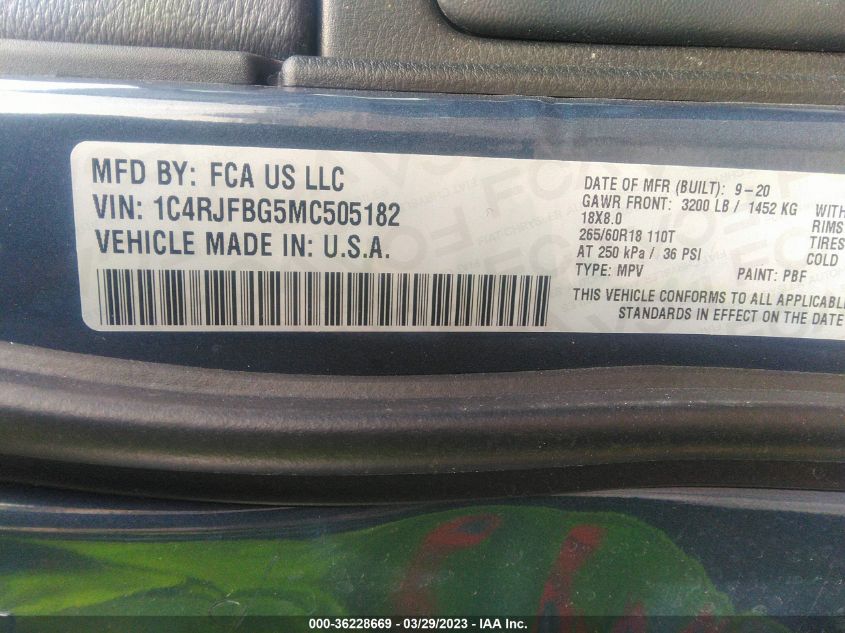 MFD BY: FCA US LLC
VIN: 1C4RJFBG5MC505182
VEHICLE MADE IN: U.S.A.
DATE OF MFR (BUILT): 9-20
GAWR FRONT: 3200 LB / 1452 KG WITH
18X8.0 RIMS
265/60R18 110T TIRES
AT 250 kPa / 36 PSI COLD
TYPE: MPV PAINT: PBF
THIS VEHICLE CONFORMS TO ALL APPLICABL
STANDARDS IN EFFECT ON THE DATE
000-36228669 — 03/29/2023 — IAA Inc.